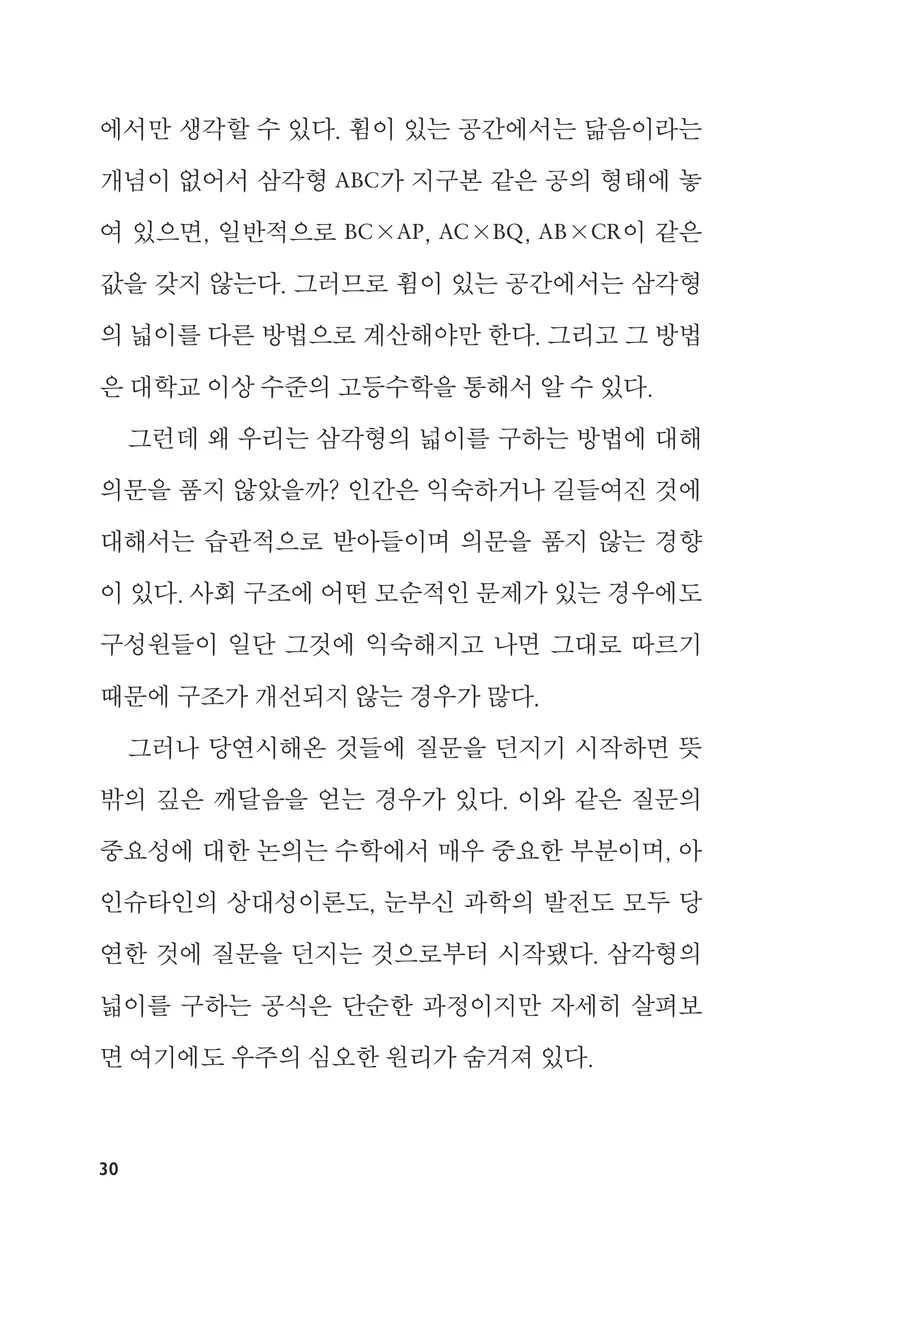 에서만 생각할 수 있다. 휨이 있는 공간에서는 닮음이라는
개념이 없어서 삼각형 ABC가 지구본 같은 공의 형태에 놓
여 있으면, 일반적으로 BC×AP, AC×BQ, AB×CR이 같은
값을 갖지 않는다. 그러므로 휨이 있는 공간에서는 삼각형
의 넓이를 다른 방법으로 계산해야만 한다. 그리고 그 방법
은 대학교 이상 수준의 고등수학을 통해서 알 수 있다.
그런데 왜 우리는 삼각형의 넓이를 구하는 방법에 대해
의문을 품지 않았을까? 인간은 익숙하거나 길들여진 것에
대해서는 습관적으로 받아들이며 의문을 품지 않는 경향
이 있다. 사회 구조에 어떤 모순적인 문제가 있는 경우에도
구성원들이 일단 그것에 익숙해지고 나면 그대로 따르기
때문에 구조가 개선되지 않는 경우가 많다.
그러나 당연시해온 것들에 질문을 던지기 시작하면 뜻
밖의 깊은 깨달음을 얻는 경우가 있다. 이와 같은 질문의
중요성에 대한 논의는 수학에서 매우 중요한 부분이며, 아
인슈타인의 상대성이론도, 눈부신 과학의 발전도 모두 당
연한 것에 질문을 던지는 것으로부터 시작됐다. 삼각형의
넓이를 구하는 공식은 단순한 과정이지만 자세히 살펴보
면 여기에도 우주의 심오한 원리가 숨겨져 있다.
30